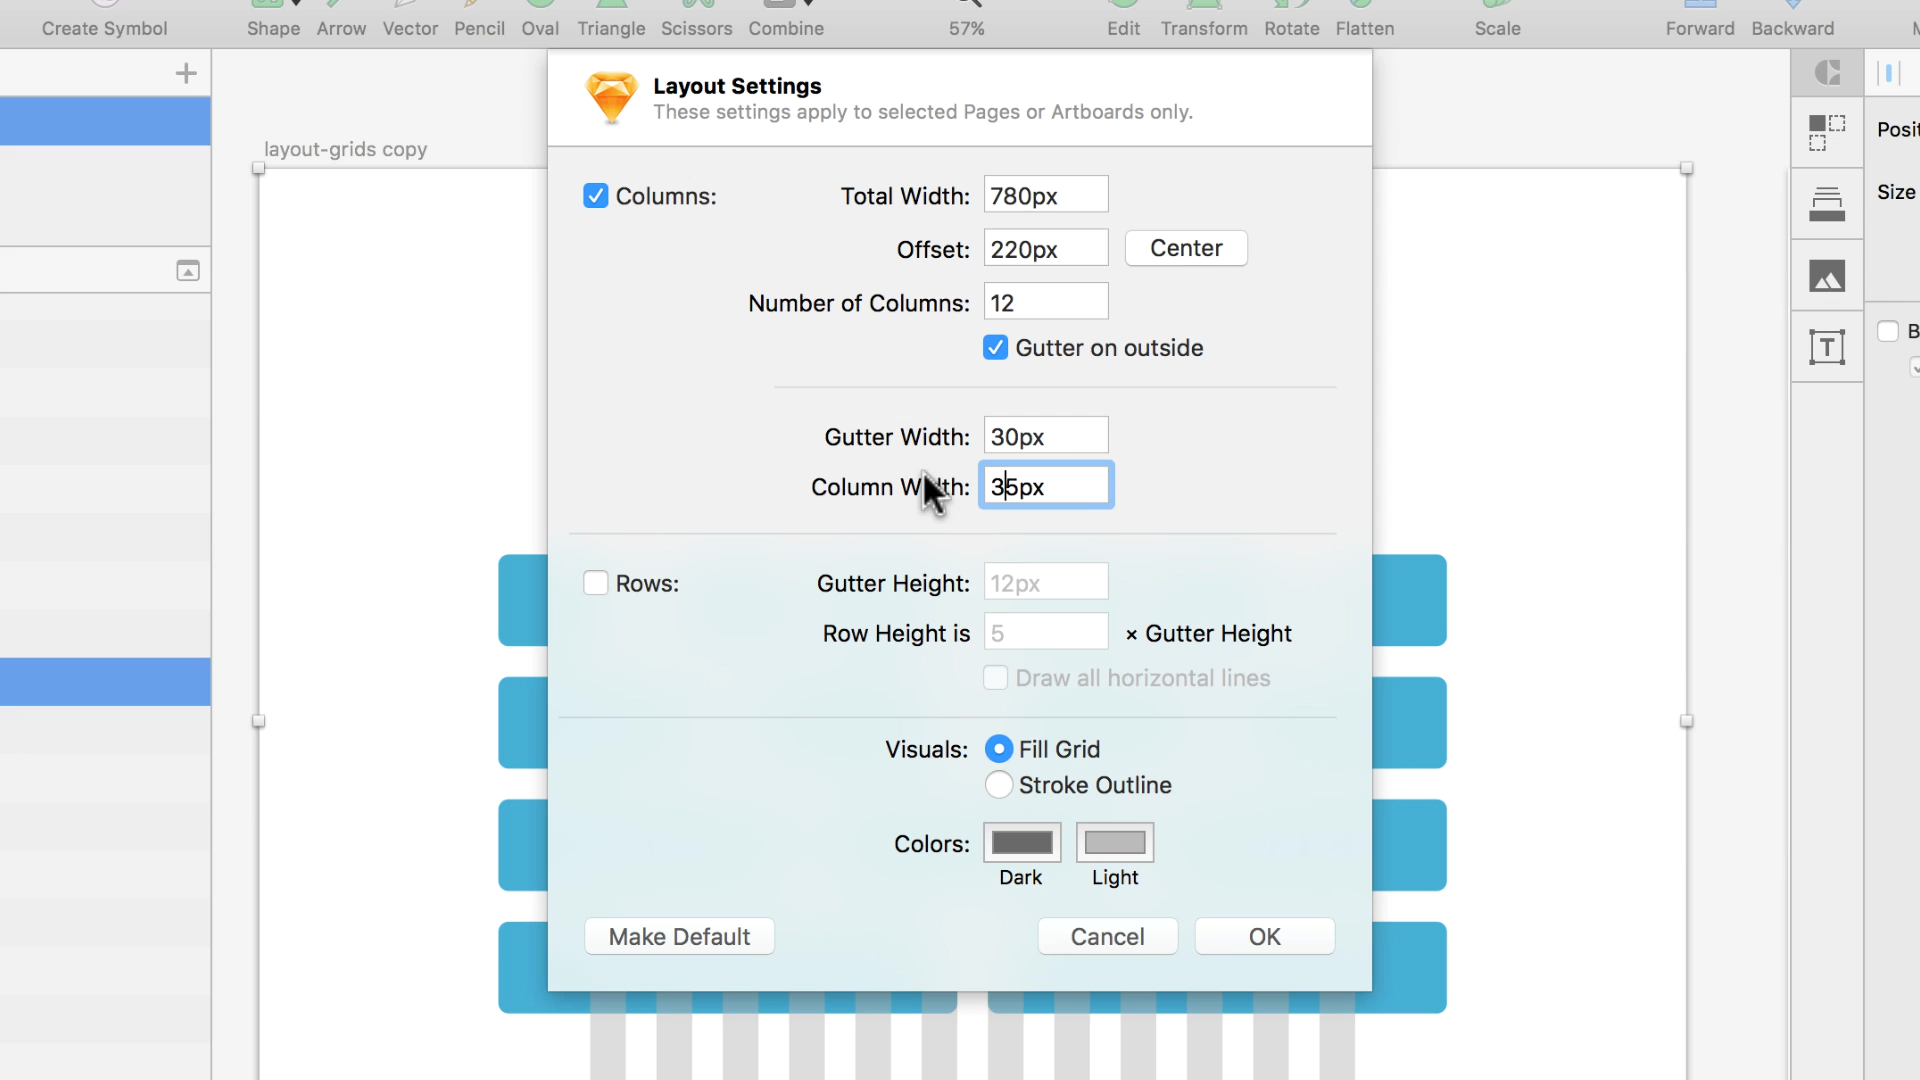 Create Symbol Shape Arrow Vector Pencil Oval Triangle Scissors Combine 57% Edit Transform Rotate Flatten Scale Forward Backward
Layout Settings
These settings apply to selected Pages or Artboards only.
layout-grids copy
Columns: Total Width: 780px
Offset: 220px Center
Number of Columns: 12
Gutter on outside
Gutter Width: 30px
Column Width: 35px
Rows: Gutter Height: 12px
Row Height is 5 × Gutter Height
Draw all horizontal lines
Visuals: Fill Grid
Stroke Outline
Colors:
Dark Light
Make Default Cancel OK
Posit
Size
T
B